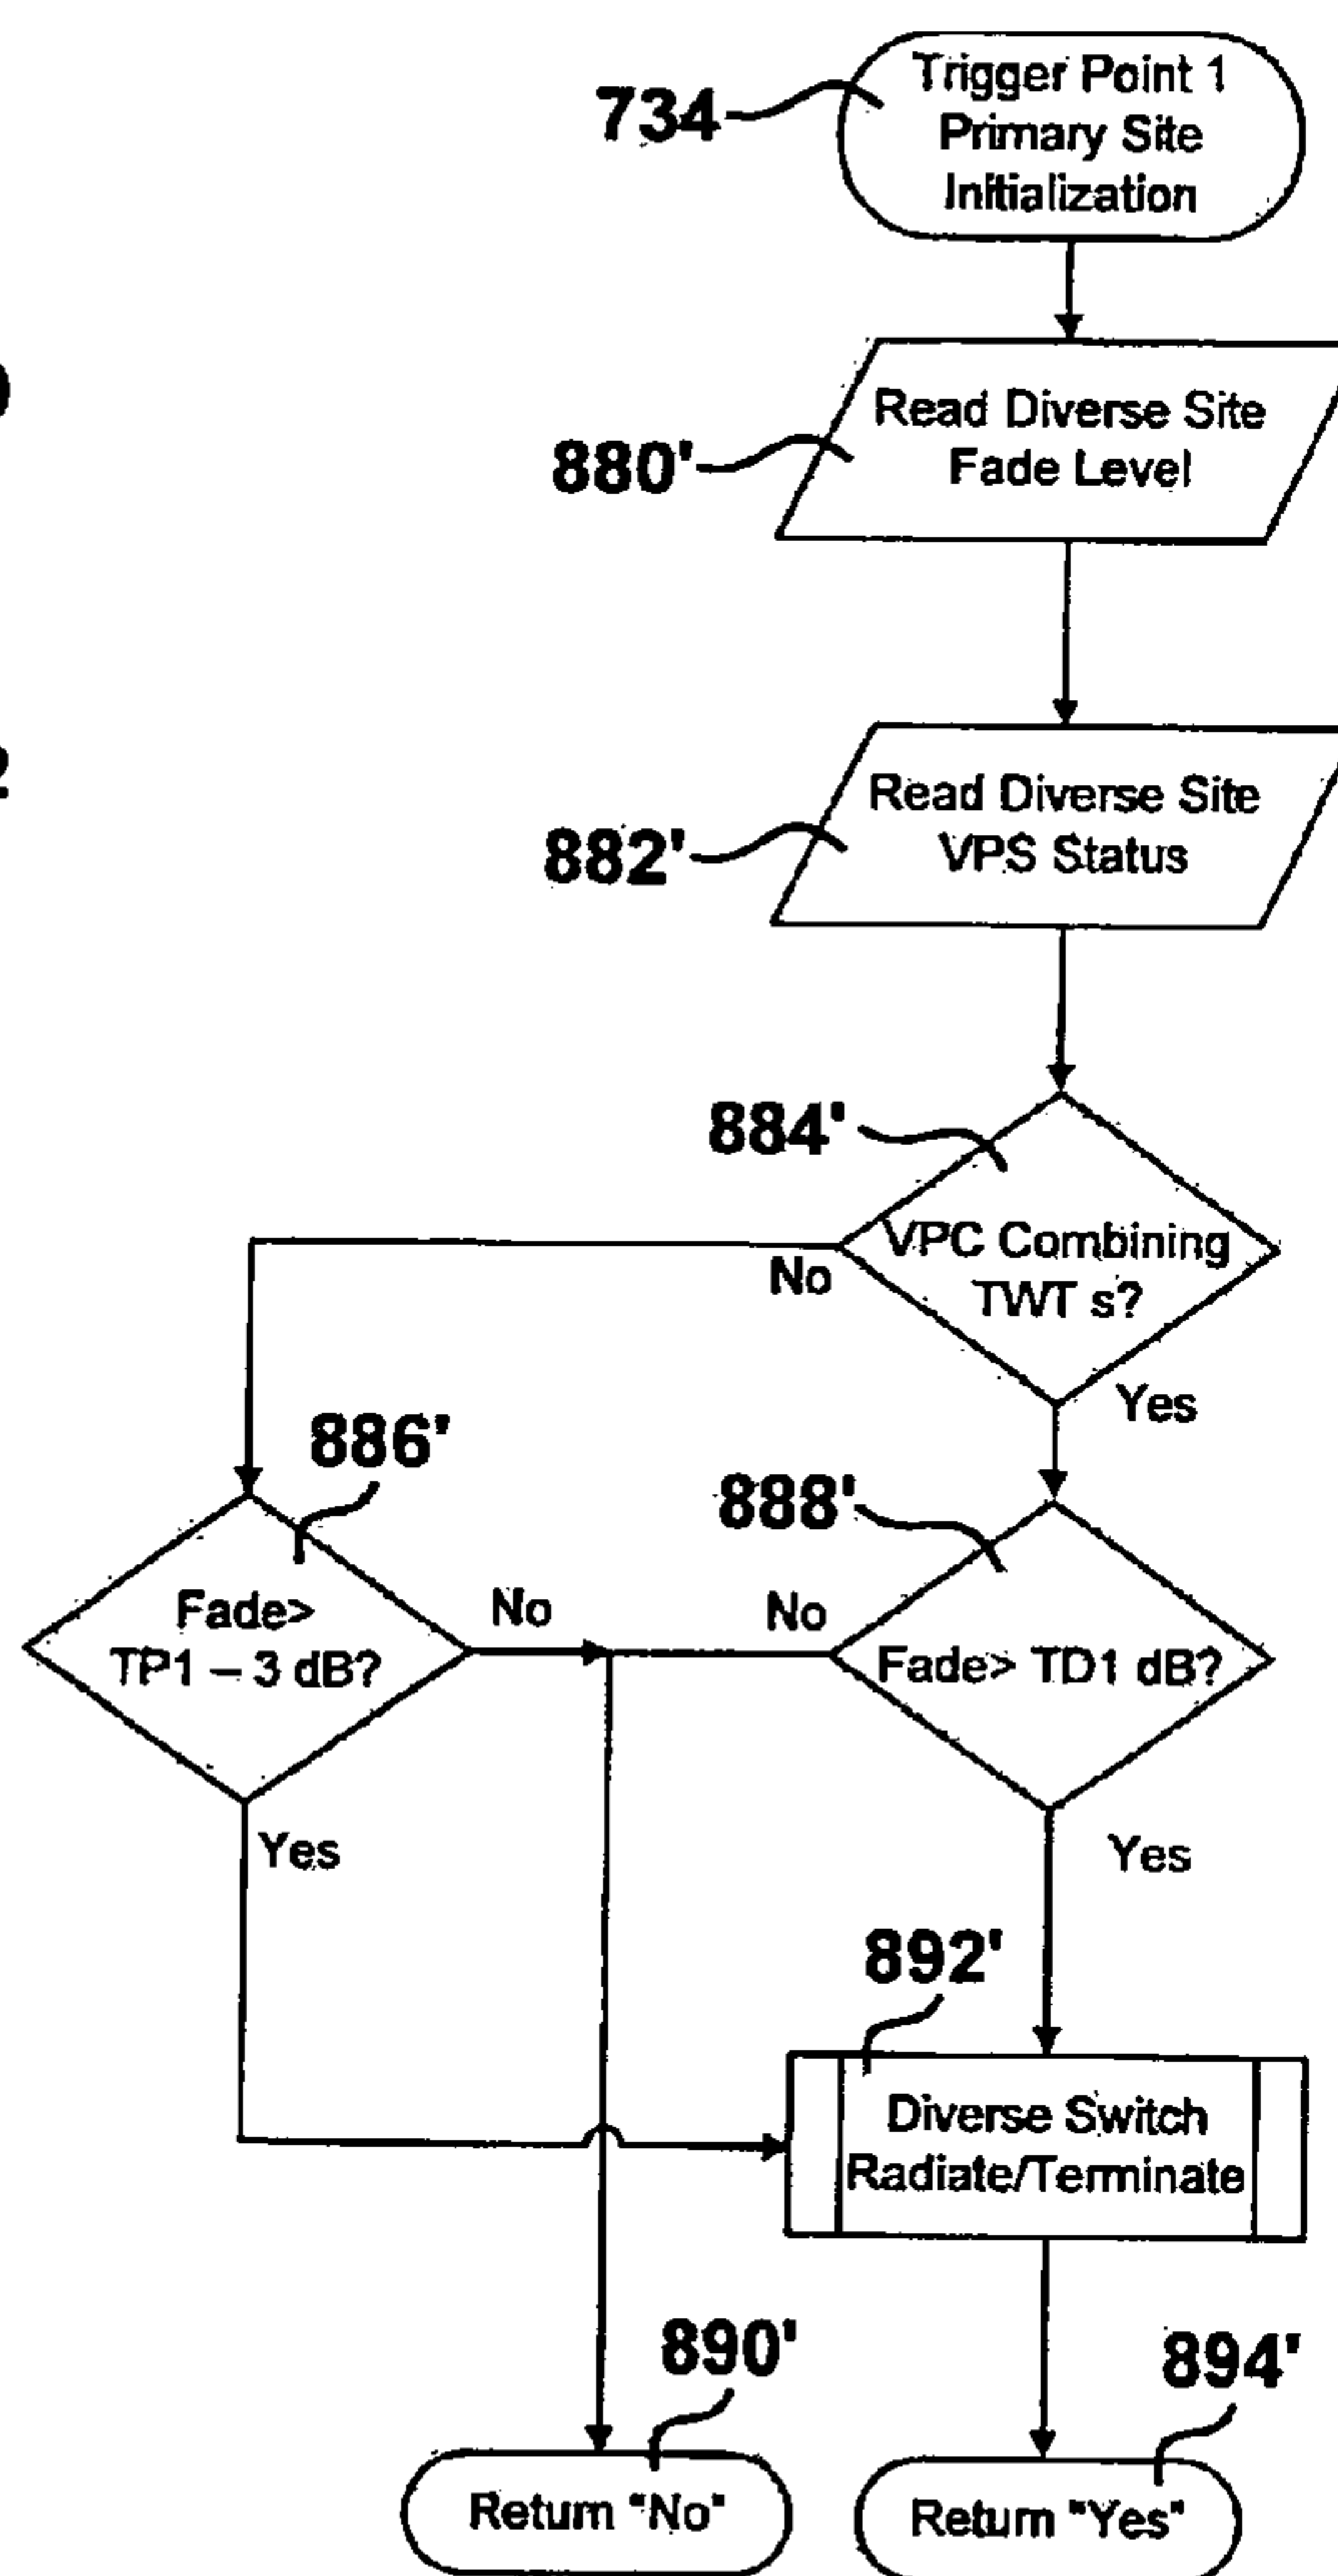 734
Trigger Point 1
Primary Site
Initialization
880'
Read Diverse Site
Fade Level
882'
Read Diverse Site
VPS Status
884'
VPC Combining
TWT s?
No
Yes
886'
888'
Fade>
TP1 – 3 dB?
No
No
Fade> TD1 dB?
Yes
Yes
892'
Diverse Switch
Radiate/Terminate
890'
894'
Return "No"
Return "Yes"